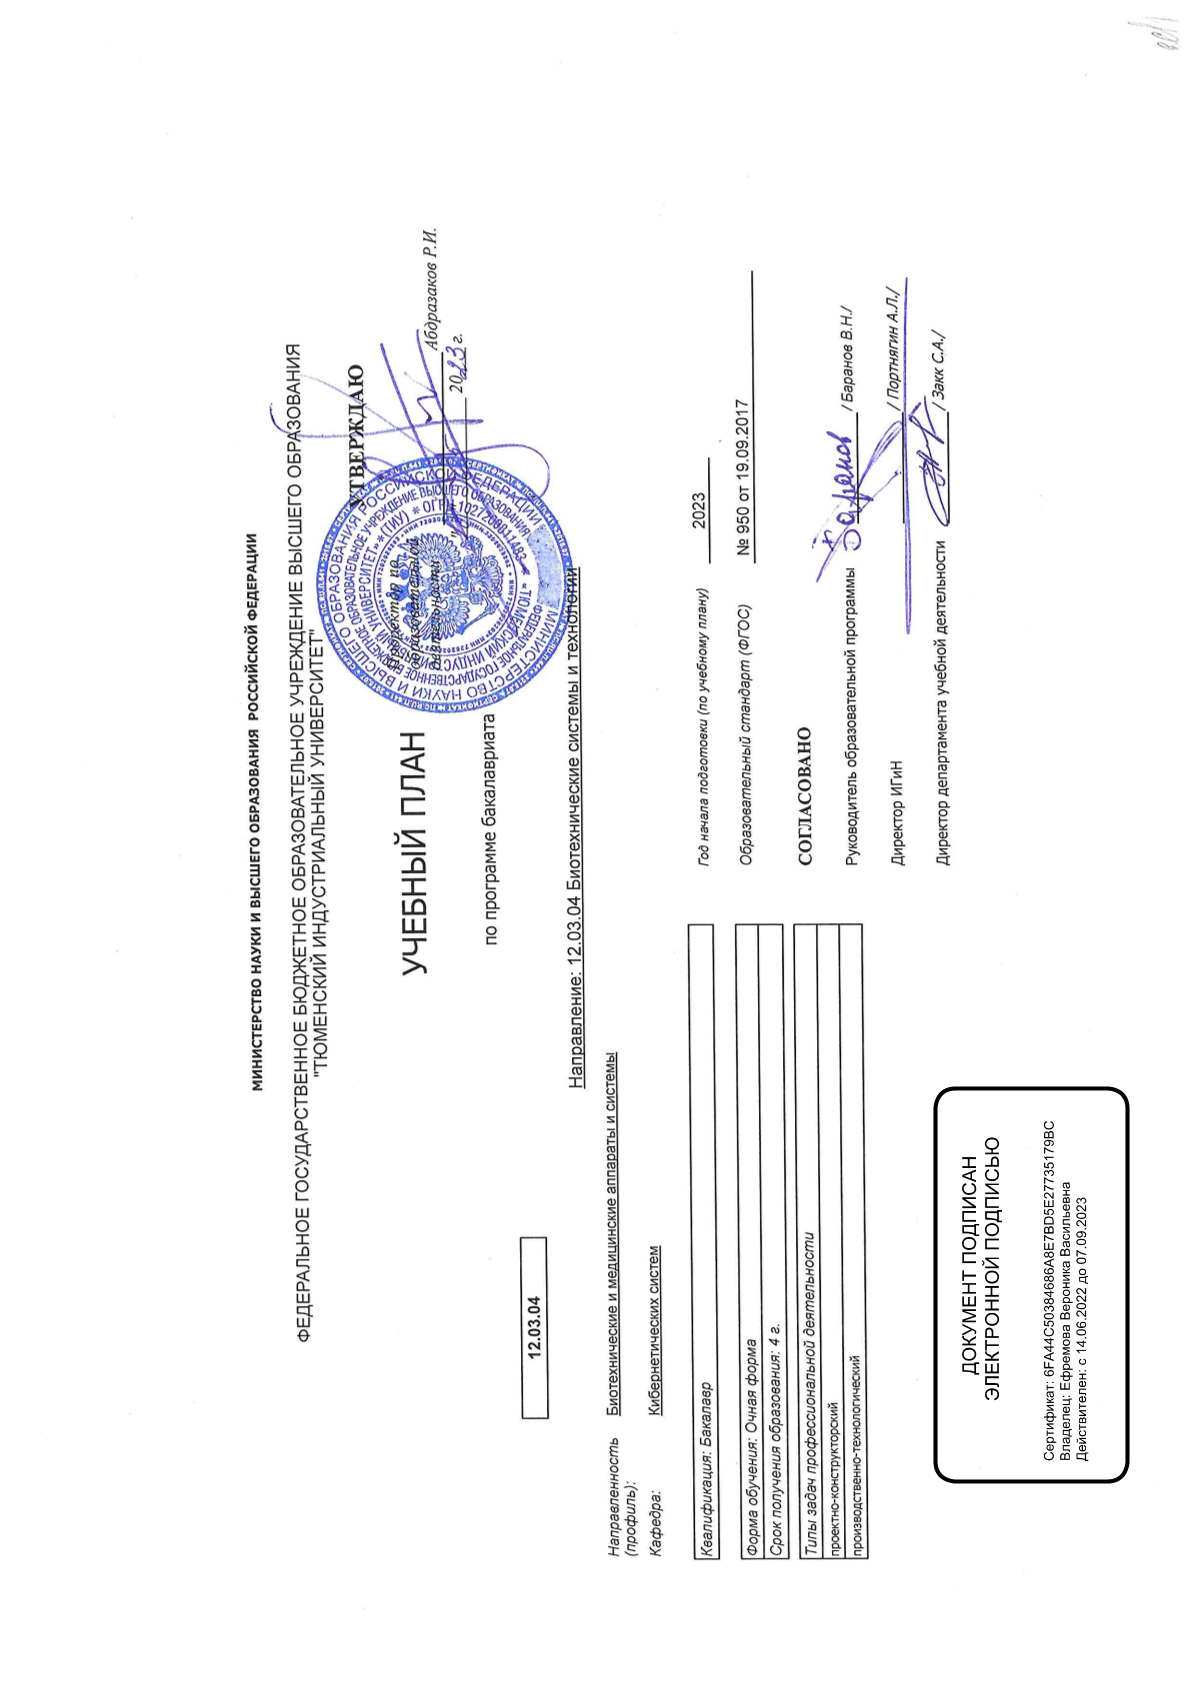 МИНИСТЕРСТВО НАУКИ И ВЫСШЕГО ОБРАЗОВАНИЯ РОССИЙСКОЙ ФЕДЕРАЦИИ
ФЕДЕРАЛЬНОЕ ГОСУДАРСТВЕННОЕ БЮДЖЕТНОЕ ОБРАЗОВАТЕЛЬНОЕ УЧРЕЖДЕНИЕ ВЫСШЕГО ОБРАЗОВАНИЯ
"ТЮМЕНСКИЙ ИНДУСТРИАЛЬНЫЙ УНИВЕРСИТЕТ"
УТВЕРЖДАЮ
Проректор по
образовательной
деятельности
Абдразаков Р.И.
2023 г.
УЧЕБНЫЙ ПЛАН
по программе бакалавриата
12.03.04
Направление: 12.03.04 Биотехнические системы и технологии
Направленность (профиль):
Биотехнические и медицинские аппараты и системы
Кафедра:
Кибернетических систем
Квалификация: Бакалавр
Форма обучения: Очная форма
Срок получения образования: 4 г.
Типы задач профессиональной деятельности
проектно-конструкторский
производственно-технологический
Год начала подготовки (по учебному плану)
2023
Образовательный стандарт (ФГОС)
№ 950 от 19.09.2017
СОГЛАСОВАНО
Руководитель образовательной программы
Баранов
/ Баранов В.Н./
Директор ИГиН
/ Портнягин А.Л./
Директор департамента учебной деятельности
/ Закк С.А./
ДОКУМЕНТ ПОДПИСАН
ЭЛЕКТРОННОЙ ПОДПИСЬЮ
Сертификат: 6FA44C50384686A8E7BD5E27735179BC
Владелец: Ефремова Вероника Васильевна
Действителен: с 14.06.2022 до 07.09.2023